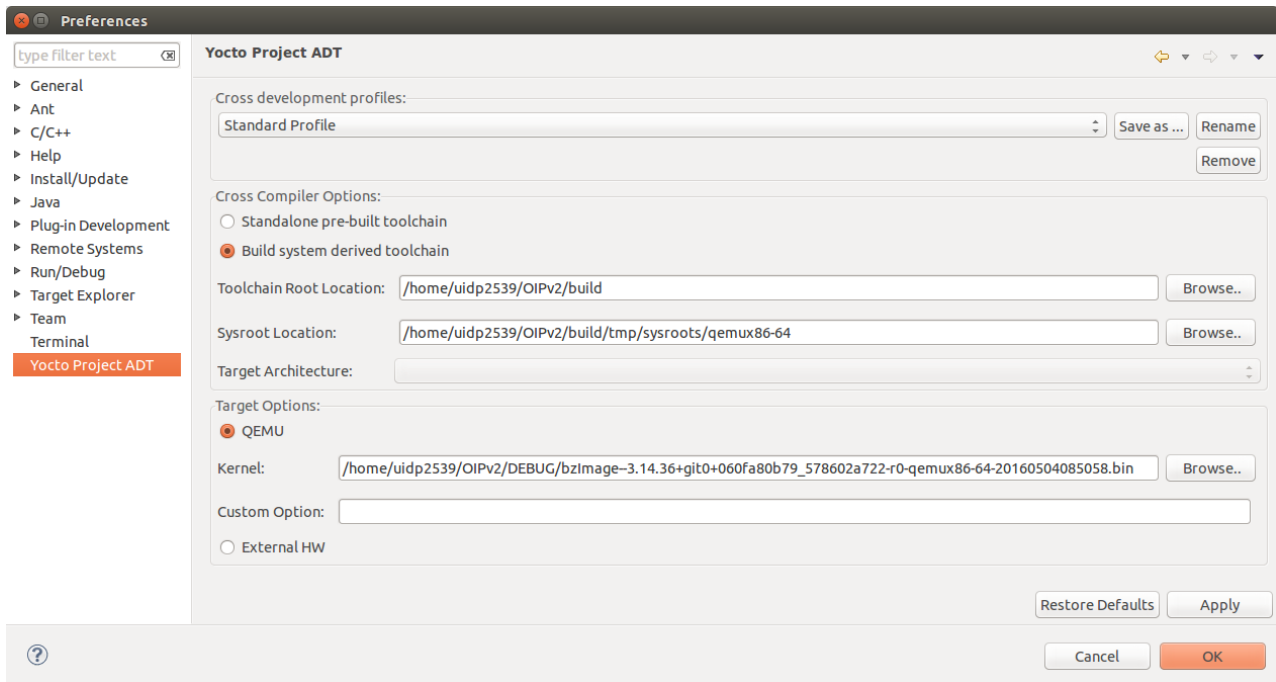 Preferences
type filter text
Yocto Project ADT
General
Ant
C/C++
Help
Install/Update
Java
Plug-in Development
Remote Systems
Run/Debug
Target Explorer
Team
Terminal
Yocto Project ADT
Cross development profiles:
Standard Profile Save as ... Rename
Remove
Cross Compiler Options:
Standalone pre-built toolchain
Build system derived toolchain
Toolchain Root Location: /home/uidp2539/OIPv2/build Browse..
Sysroot Location: /home/uidp2539/OIPv2/build/tmp/sysroots/qemux86-64 Browse..
Target Architecture:
Target Options:
QEMU
Kernel: /home/uidp2539/OIPv2/DEBUG/bzImage--3.14.36+git0+060fa80b79_578602a722-r0-qemux86-64-20160504085058.bin Browse..
Custom Option:
External HW
Restore Defaults Apply
? Cancel OK